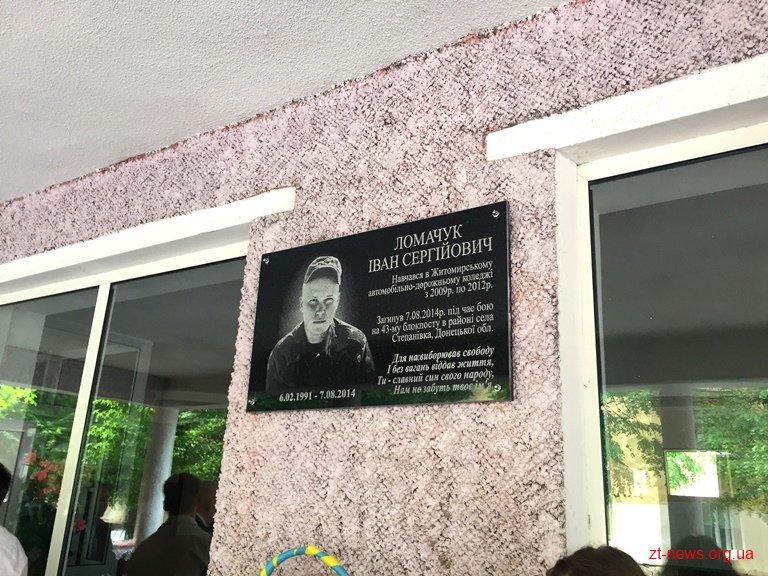 ЛОМАЧУК
ІВАН СЕРГІЙОВИЧ
Навчався в Житомирському
автомобільно-дорожньому коледжі
з 2009р. по 2012р.
Загинув 7.08.2014р. під час бою
на 43-му блокпосту в районі села
Степанівка, Донецької обл.
Для нас виборював свободу
І без вагань віддав життя,
Ти - славний син свого народу,
Нам не забуть твоє ім'я.
6.02.1991 - 7.08.2014
zt-news.org.ua